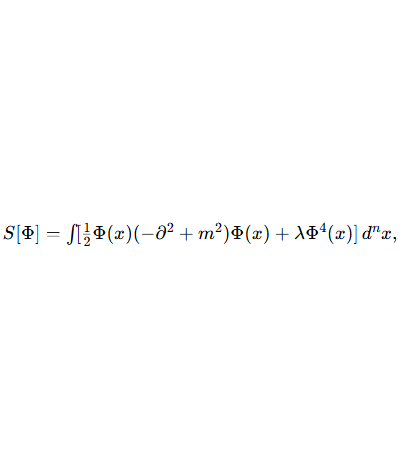 S[Φ] = ∫[½Φ(x)(−∂² + m²)Φ(x) + λΦ⁴(x)] dⁿx,